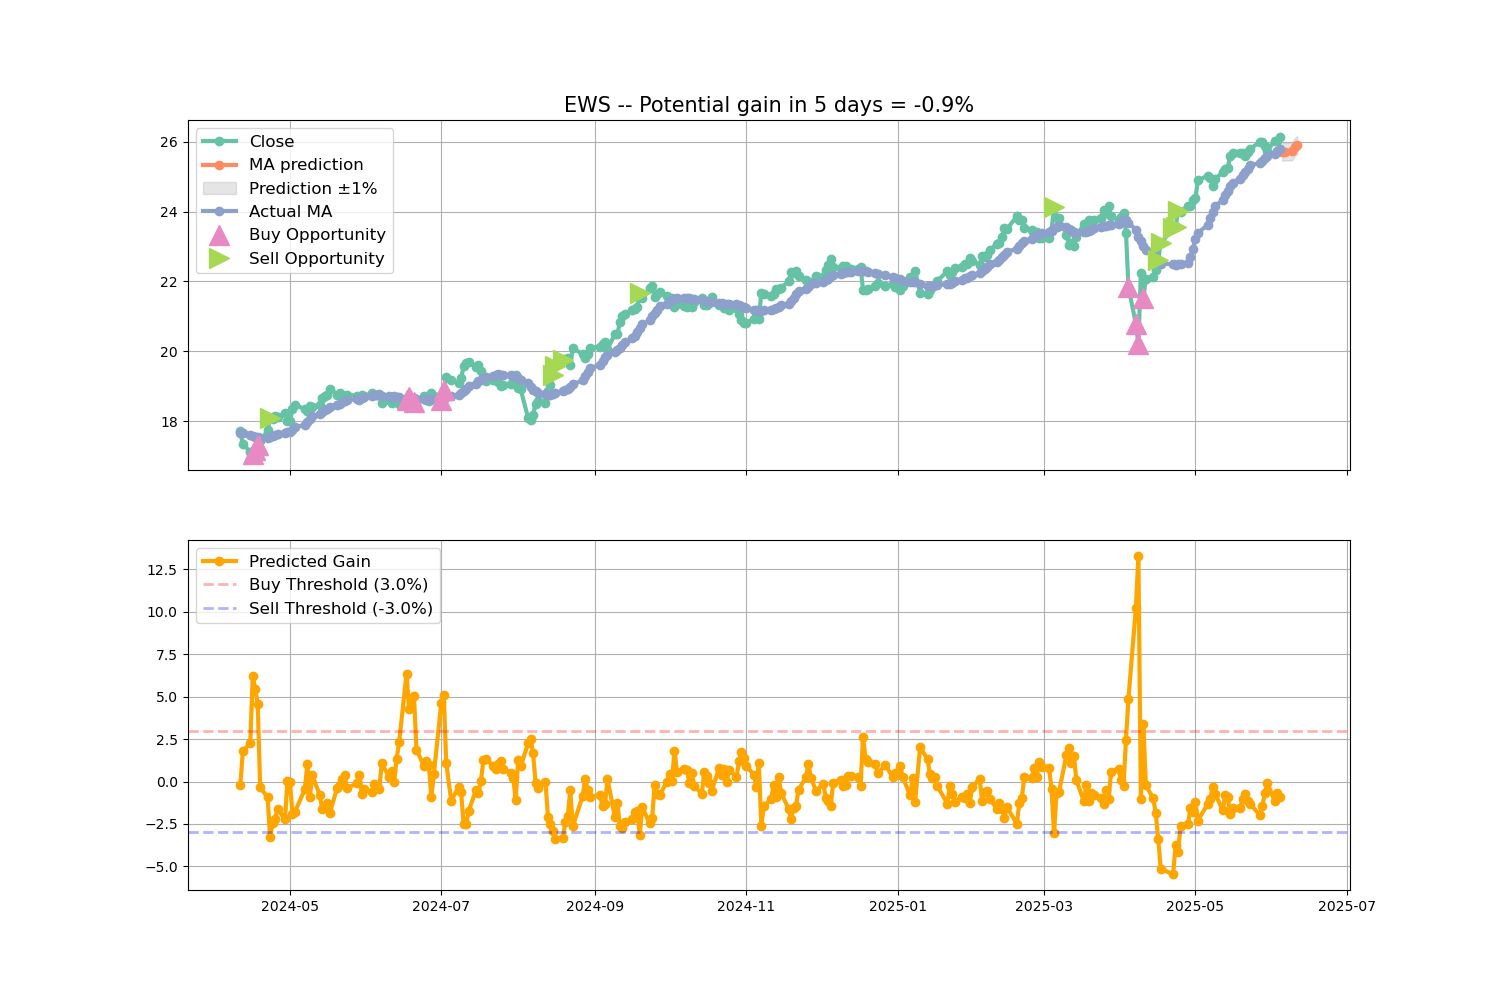 EWS -- Potential gain in 5 days = -0.9%
26
24
22
20
18
Close
MA prediction
Prediction ±1%
Actual MA
Buy Opportunity
Sell Opportunity
12.5
10.0
7.5
5.0
2.5
0.0
−2.5
−5.0
Predicted Gain
Buy Threshold (3.0%)
Sell Threshold (-3.0%)
2024-05
2024-07
2024-09
2024-11
2025-01
2025-03
2025-05
2025-07